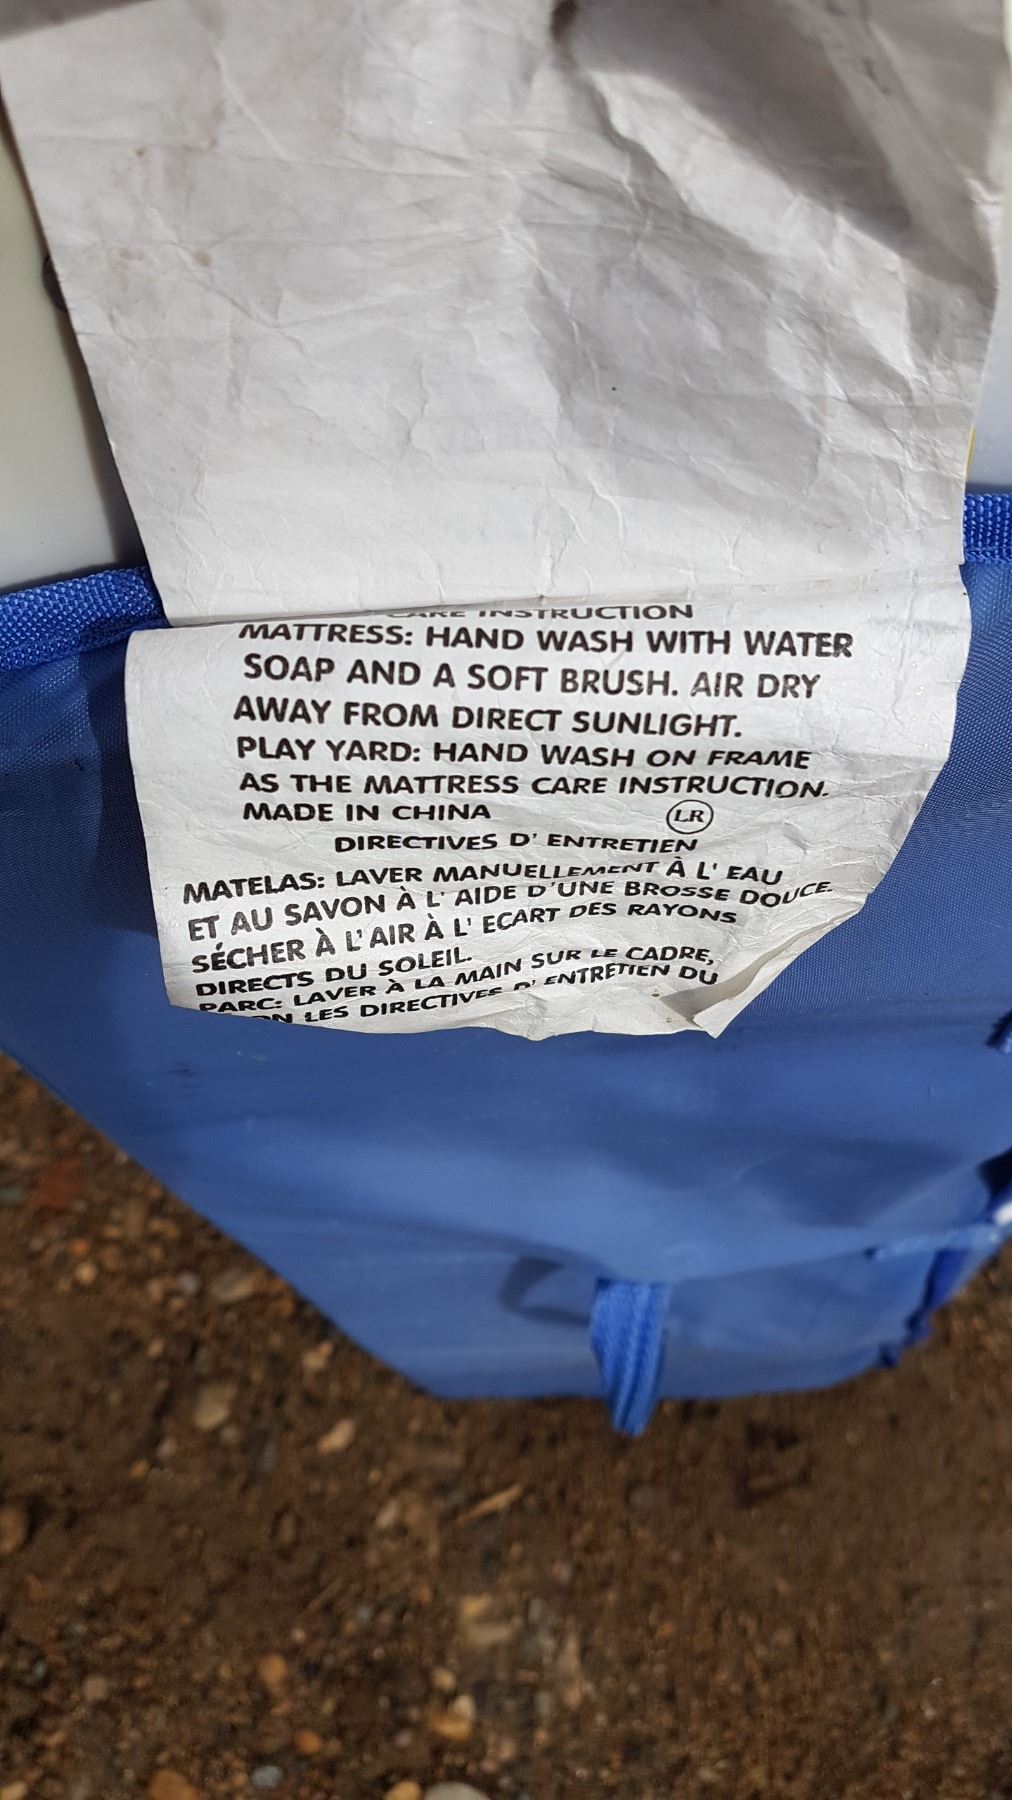 CARE INSTRUCTION
MATTRESS: HAND WASH WITH WATER
SOAP AND A SOFT BRUSH. AIR DRY
AWAY FROM DIRECT SUNLIGHT.
PLAY YARD: HAND WASH ON FRAME
AS THE MATTRESS CARE INSTRUCTION.
MADE IN CHINA LR
DIRECTIVES D' ENTRETIEN
MATELAS: LAVER MANUELLEMENT À L' EAU
ET AU SAVON À L' AIDE D'UNE BROSSE DOUCE.
SÉCHER À L'AIR À L' ECART DES RAYONS
DIRECTS DU SOLEIL.
PARC: LAVER À LA MAIN SUR LE CADRE,
LES DIRECTIVES D' ENTRETIEN DU